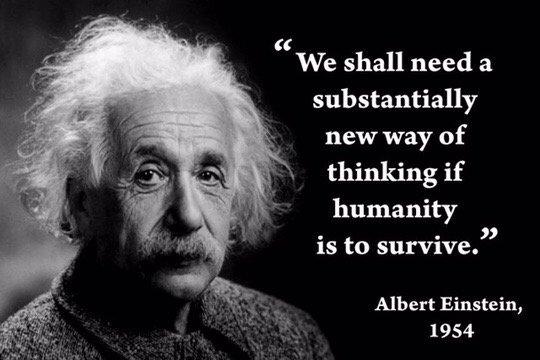 “We shall need a
substantially
new way of
thinking if
humanity
is to survive.”
Albert Einstein,
1954